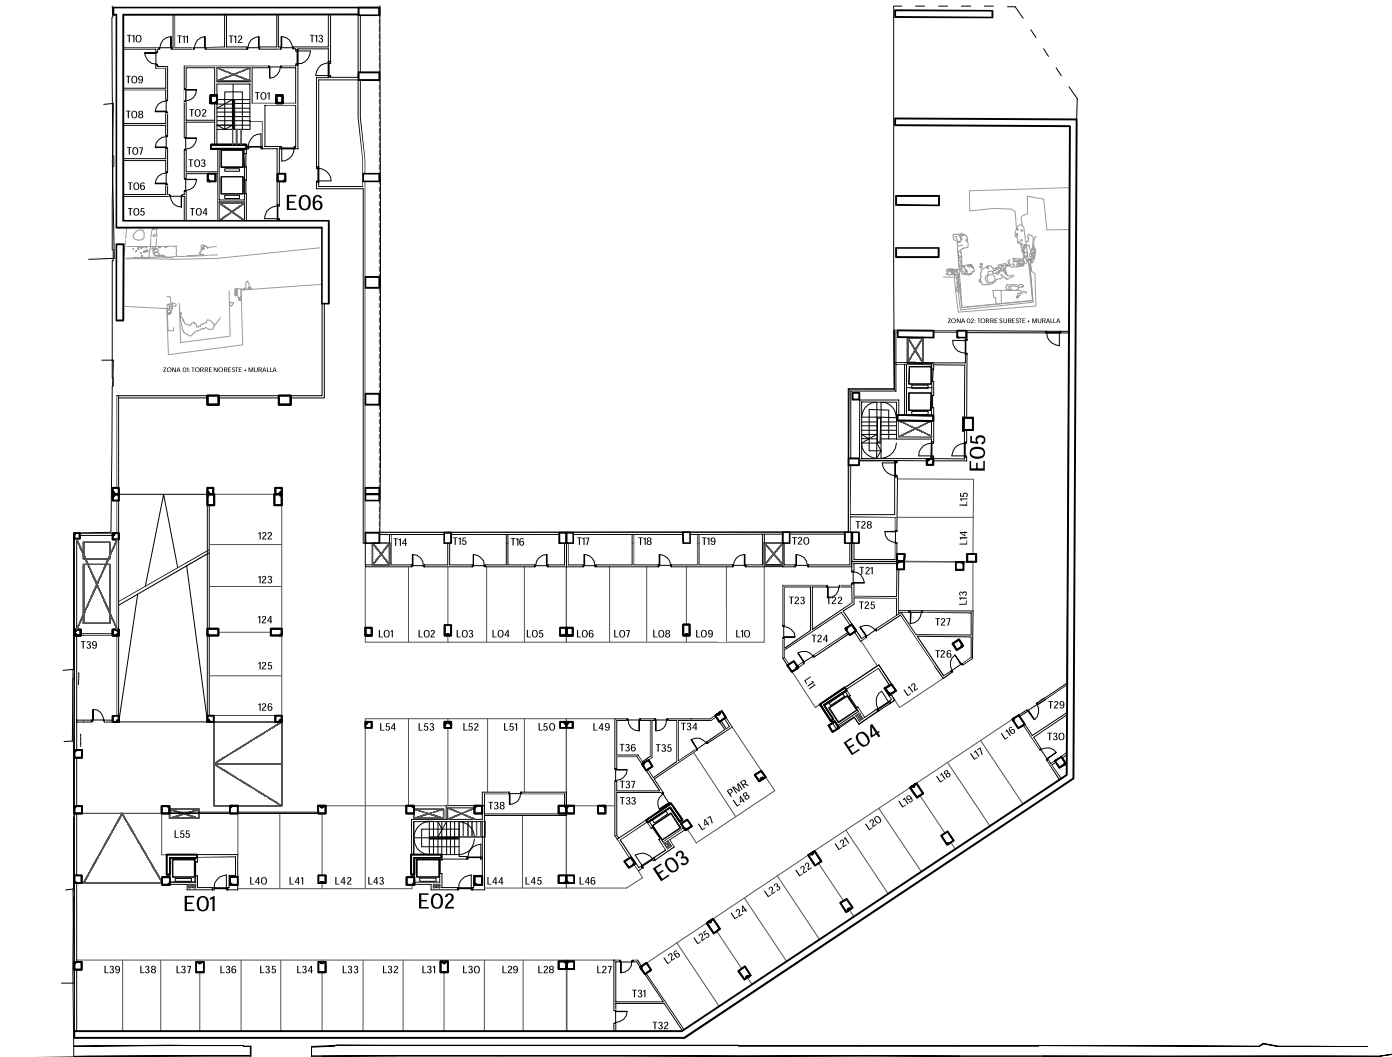 T10
T11
T12
T13
T09
T08
T07
T06
T05
T01
T02
T03
T04
E06
ZONA 01: TORRE NORESTE + MURALLA
ZONA 02: TORRE SURESTE + MURALLA
E05
L15
L14
L13
T28
T14
T15
T16
T17
T18
T19
T20
T21
T22
T23
T24
T25
T27
T26
122
123
124
125
126
T39
L01
L02
L03
L04
L05
L06
L07
L08
L09
L10
L11
L12
E04
L54
L53
L52
L51
L50
L49
T36
T35
T34
T37
T33
T38
PMR
L48
L47
E03
T29
T30
L16
L17
L18
L19
L20
L21
L22
L23
L24
L25
L26
L55
L40
L41
L42
L43
L44
L45
L46
E01
E02
L39
L38
L37
L36
L35
L34
L33
L32
L31
L30
L29
L28
L27
T31
T32